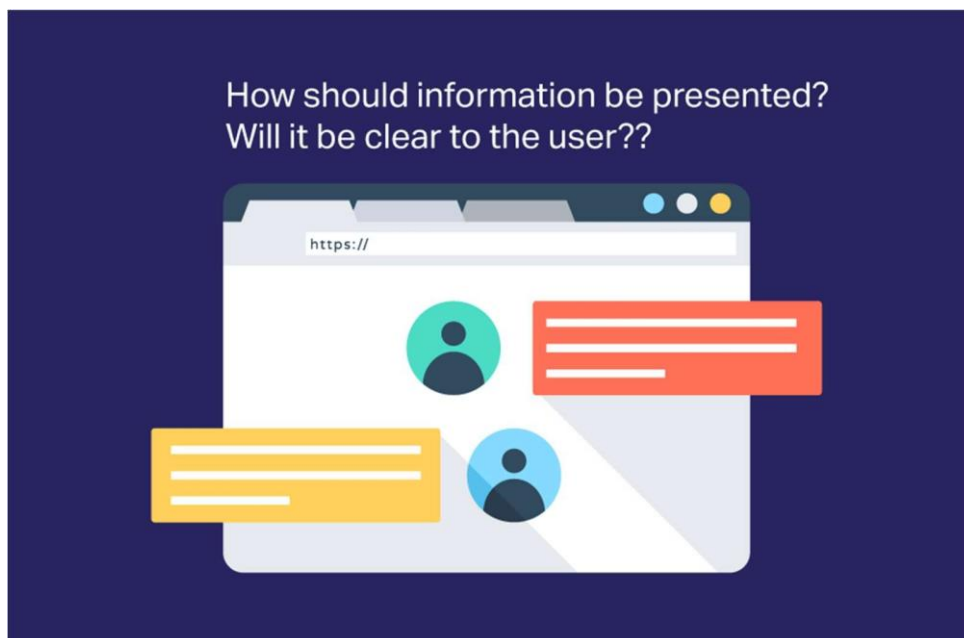 How should information be presented?
Will it be clear to the user??
https://